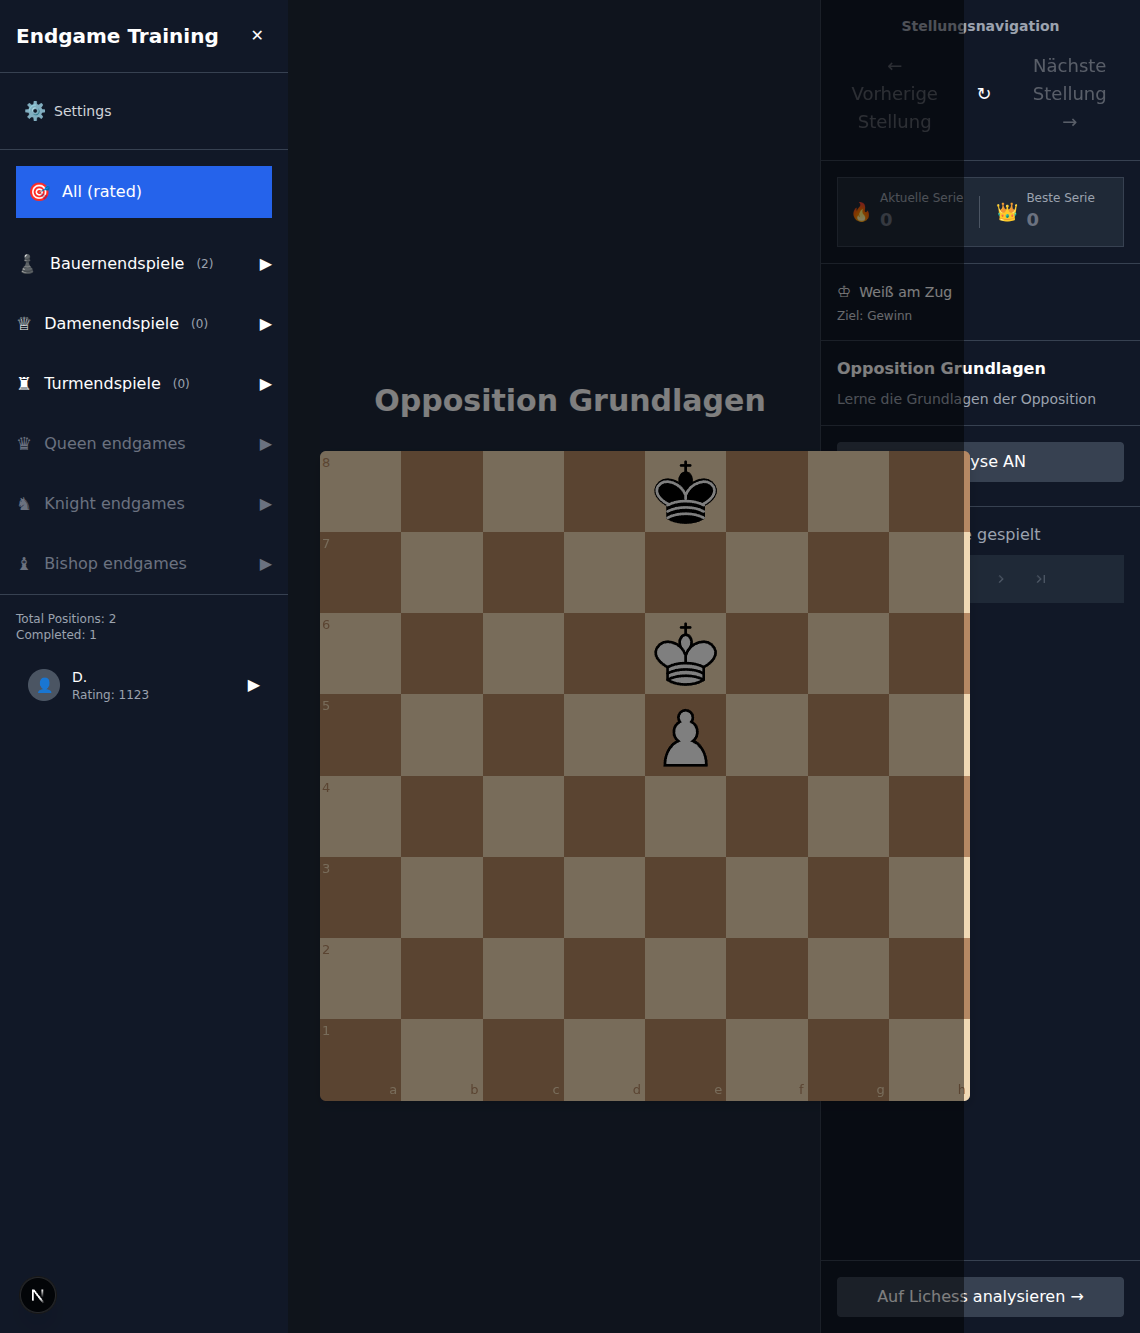 Endgame Training ✕
⚙️ Settings
🎯 All (rated)
♟ Bauernendspiele (2) ▶
♕ Damenendspiele (0) ▶
♜ Turmendspiele (0) ▶
♛ Queen endgames ▶
♞ Knight endgames ▶
♝ Bishop endgames ▶
Total Positions: 2
Completed: 1
👤 D. ▶
Rating: 1123
N
Opposition Grundlagen
8
7
6
5
4
3
2
1
a b c d e f g h
Stellungsnavigation
←
Vorherige
Stellung
↻
Nächste
Stellung
→
🔥 Aktuelle Serie
0
👑 Beste Serie
0
♔ Weiß am Zug
Ziel: Gewinn
Opposition Grundlagen
Lerne die Grundlagen der Opposition
yse AN
gespielt
› ›|
Auf Lichess analysieren →